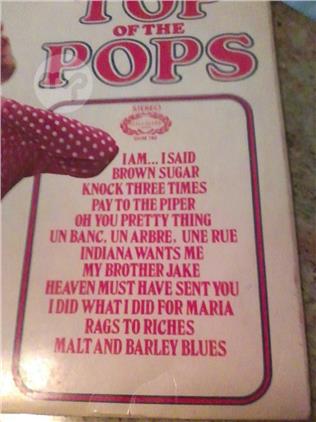 TOP
OF THE
POPS
STEREO
I AM... I SAID
BROWN SUGAR
KNOCK THREE TIMES
PAY TO THE PIPER
OH YOU PRETTY THING
UN BANC, UN ARBRE, UNE RUE
INDIANA WANTS ME
MY BROTHER JAKE
HEAVEN MUST HAVE SENT YOU
I DID WHAT I DID FOR MARIA
RAGS TO RICHES
MALT AND BARLEY BLUES